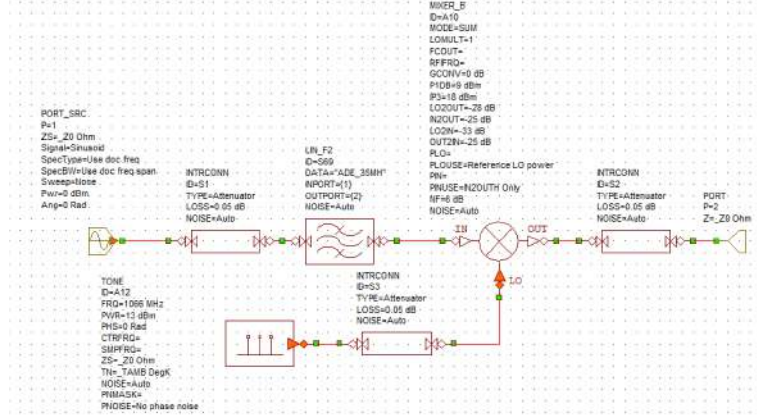 MIXER_B
ID=A10
MODE=SUM
LOMULT=1
FCOUT=
RFIFRQ=
GCONV=0 dB
P1DB=9 dBm
IP3=18 dBm
LO2OUT=-28 dB
IN2OUT=-25 dB
LO2IN=-33 dB
OUT2IN=-25 dB
PLO=
PLOUSE=Reference LO power
PIN=
PINUSE=IN2OUTH Only
NF=6 dB
NOISE=Auto
PORT_SRC
P=1
ZS=_Z0 Ohm
Signal=Sinusoid
SpecType=Use doc freq
SpecBW=Use doc freq span
Sweep=None
Pwr=0 dBm
Ang=0 Rad
INTRCONN
ID=S1
TYPE=Attenuator
LOSS=0.05 dB
NOISE=Auto
LIN_F2
ID=S69
DATA="ADE_35MH"
INPORT={1}
OUTPORT={2}
NOISE=Auto
INTRCONN
ID=S2
TYPE=Attenuator
LOSS=0.05 dB
NOISE=Auto
PORT
P=2
Z=_Z0 Ohm
IN
OUT
LO
TONE
ID=A12
FRQ=1066 MHz
PWR=13 dBm
PHS=0 Rad
CTRFRQ=
SMPFRQ=
ZS=_Z0 Ohm
TN=_TAMB DegK
NOISE=Auto
PNMASK=
PNOISE=No phase noise
INTRCONN
ID=S3
TYPE=Attenuator
LOSS=0.05 dB
NOISE=Auto